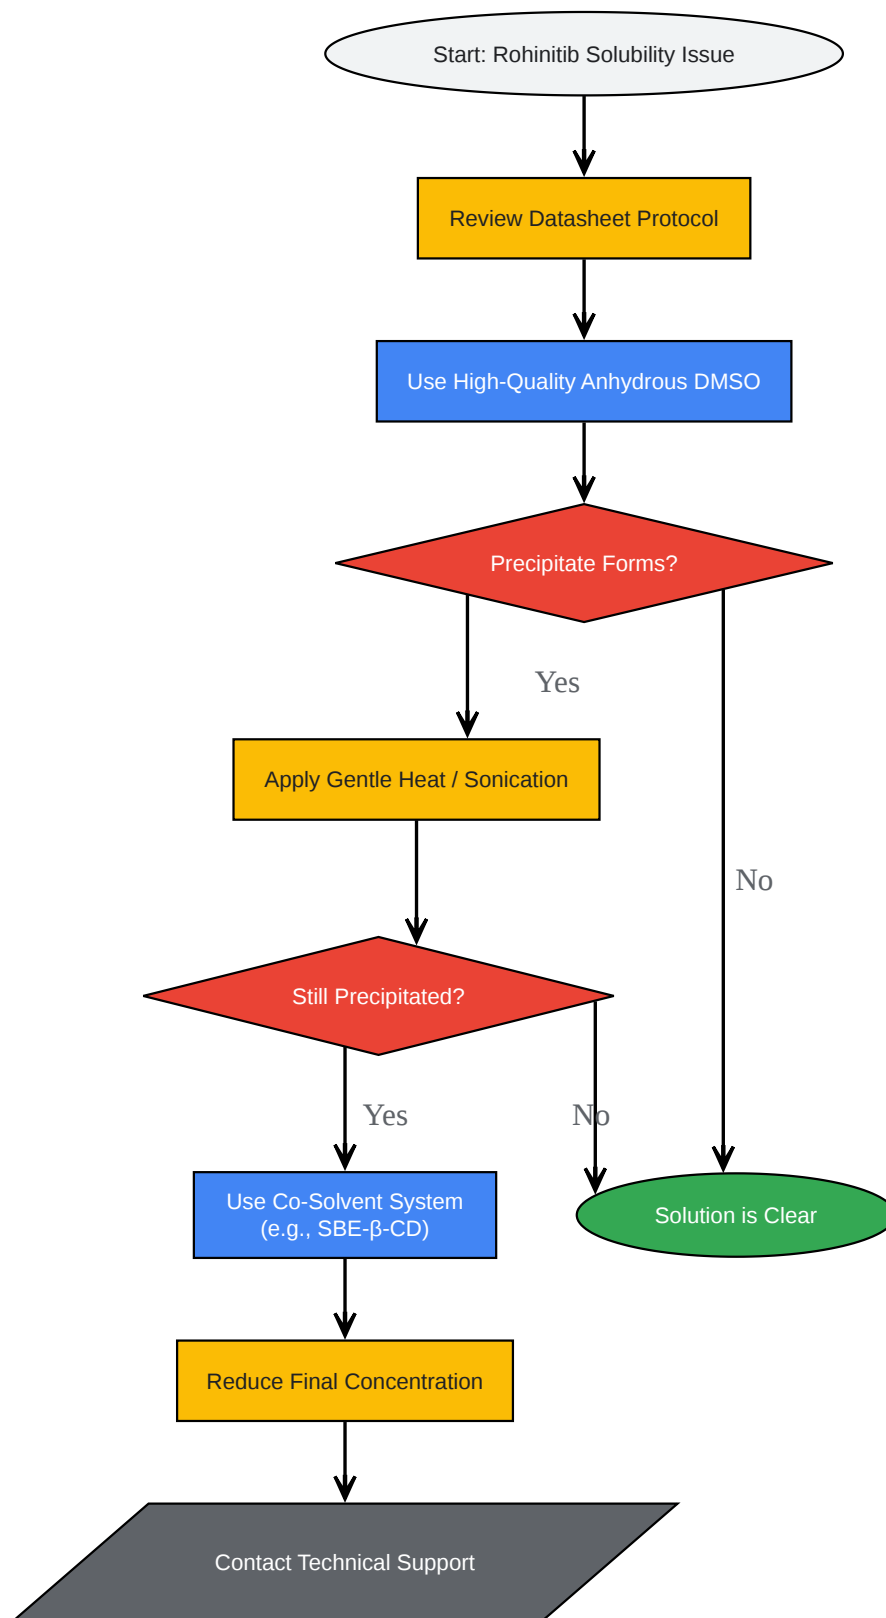 Start: Rohinitib Solubility Issue
Review Datasheet Protocol
Use High-Quality Anhydrous DMSO
Precipitate Forms?
Yes
Apply Gentle Heat / Sonication
No
Still Precipitated?
Yes
No
Use Co-Solvent System
(e.g., SBE-β-CD)
Solution is Clear
Reduce Final Concentration
Contact Technical Support